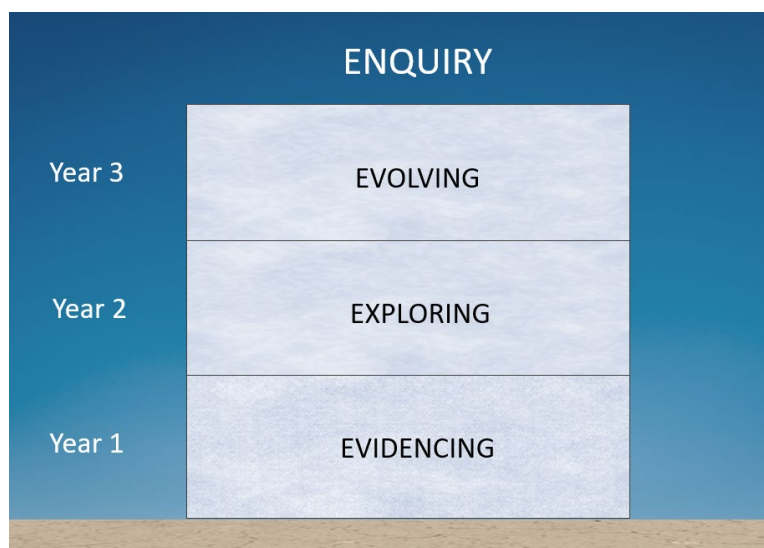 ENQUIRY
Year 3
EVOLVING
Year 2
EXPLORING
Year 1
EVIDENCING